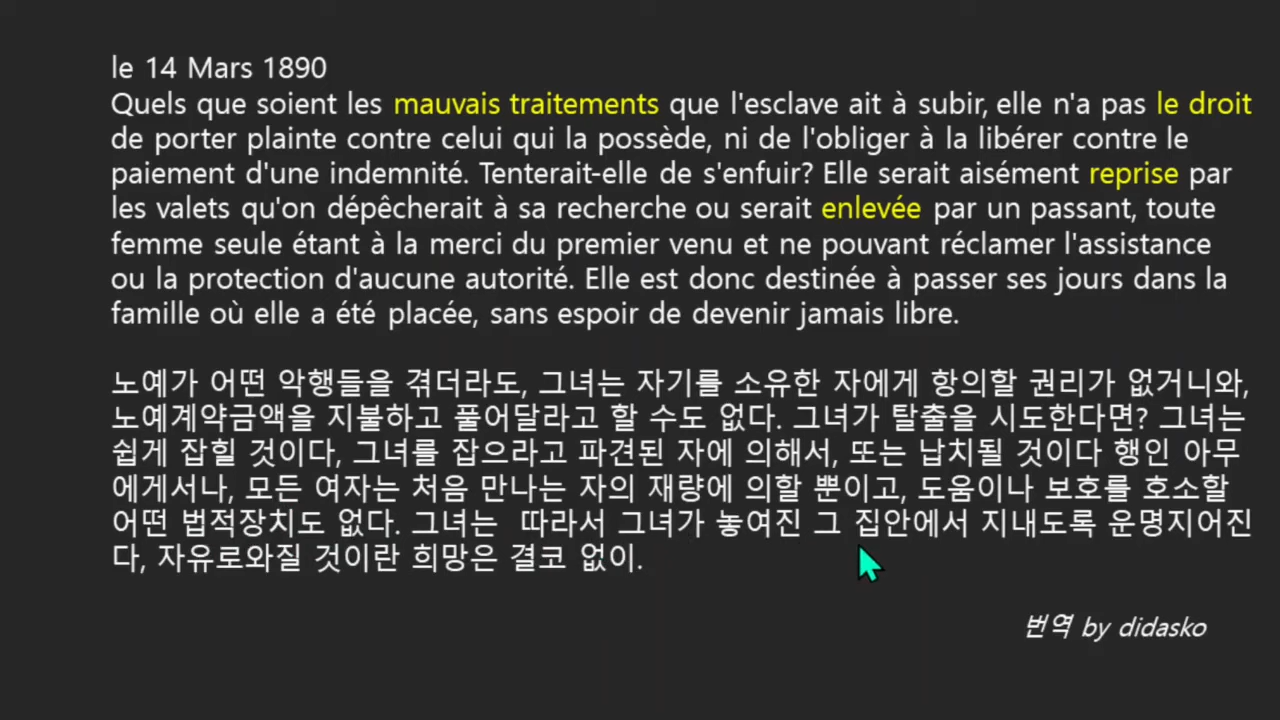 le 14 Mars 1890
Quels que soient les mauvais traitements que l'esclave ait à subir, elle n'a pas le droit
de porter plainte contre celui qui la possède, ni de l'obliger à la libérer contre le
paiement d'une indemnité. Tenterait-elle de s'enfuir? Elle serait aisément reprise par
les valets qu'on dépêcherait à sa recherche ou serait enlevée par un passant, toute
femme seule étant à la merci du premier venu et ne pouvant réclamer l'assistance
ou la protection d'aucune autorité. Elle est donc destinée à passer ses jours dans la
famille où elle a été placée, sans espoir de devenir jamais libre.
노예가 어떤 악행들을 겪더라도, 그녀는 자기를 소유한 자에게 항의할 권리가 없거니와,
노예계약금액을 지불하고 풀어달라고 할 수도 없다. 그녀가 탈출을 시도한다면? 그녀는
쉽게 잡힐 것이다, 그녀를 잡으라고 파견된 자에 의해서, 또는 납치될 것이다 행인 아무
에게서나, 모든 여자는 처음 만나는 자의 재량에 의할 뿐이고, 도움이나 보호를 호소할
어떤 법적장치도 없다. 그녀는 따라서 그녀가 놓여진 그 집안에서 지내도록 운명지어진
다, 자유로와질 것이란 희망은 결코 없이.
번역 by didasko